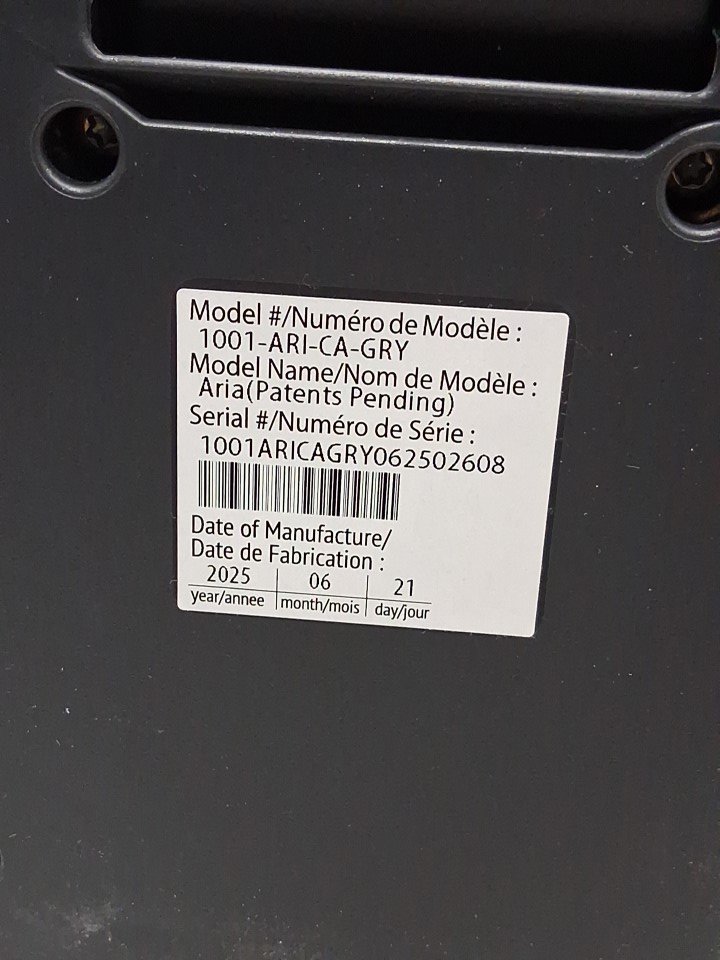 Model #/Numéro de Modèle :
1001-ARI-CA-GRY
Model Name/Nom de Modèle :
Aria(Patents Pending)
Serial #/Numéro de Série :
1001ARICAGRY062502608
Date of Manufacture/
Date de Fabrication :
2025 06 21
year/annee month/mois day/jour